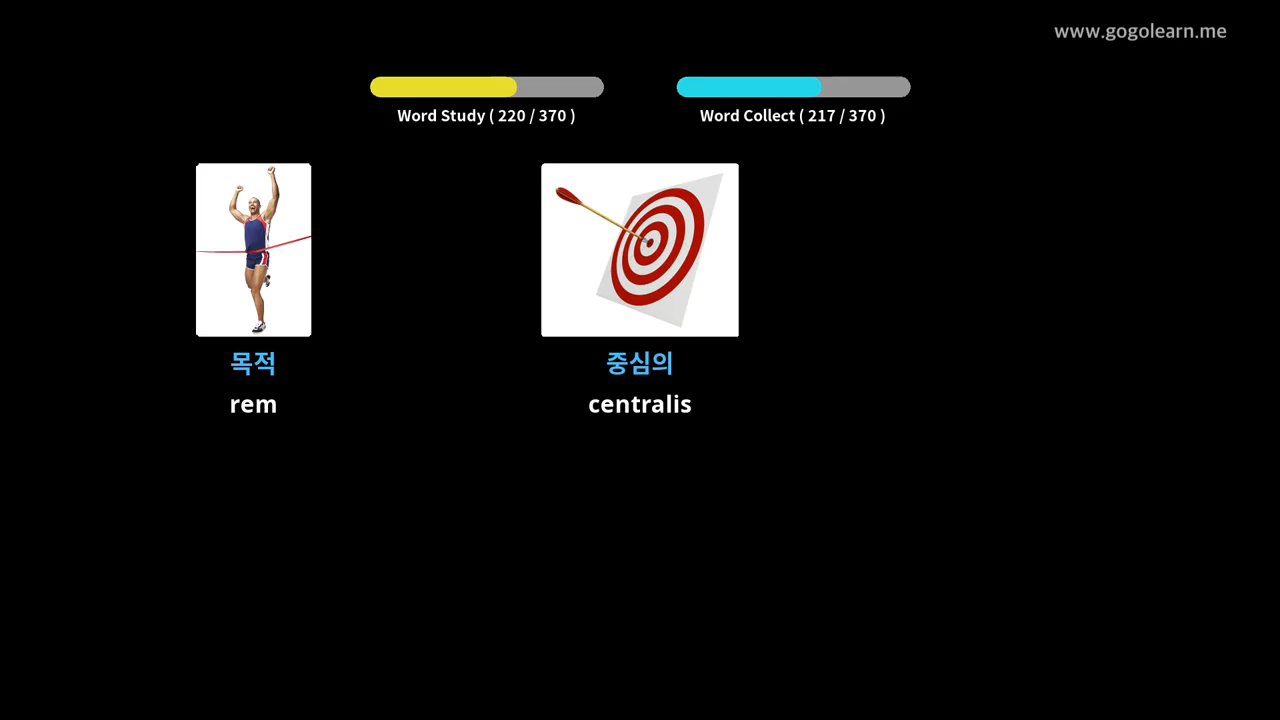 www.gogolearn.me
Word Study ( 220 / 370 )
Word Collect ( 217 / 370 )
목적
중심의
rem
centralis